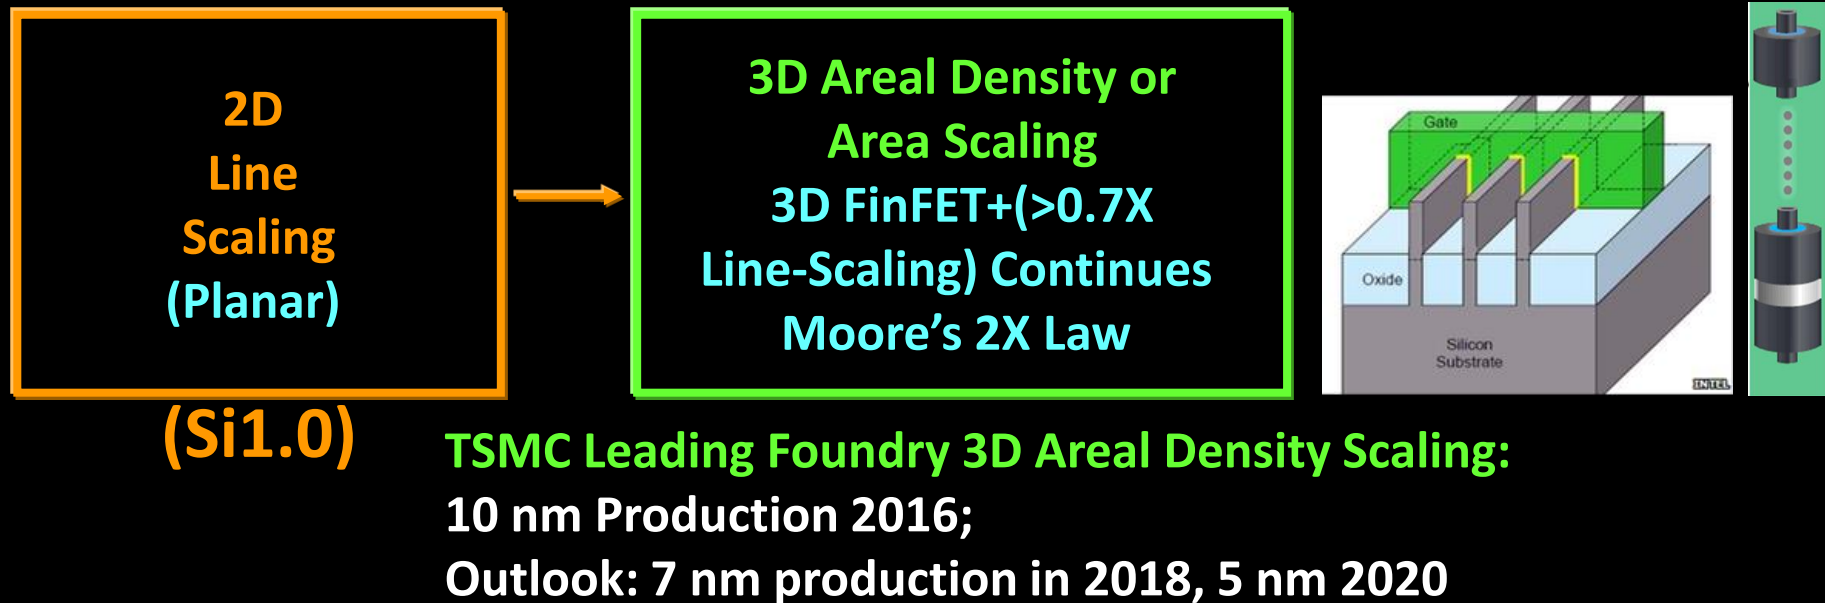 2D
Line
Scaling
(Planar)
(Si1.0)
3D Areal Density or
Area Scaling
3D FinFET+(>0.7X
Line-Scaling) Continues
Moore’s 2X Law
Gate
Oxide
Silicon
Substrate
INTEL
TSMC Leading Foundry 3D Areal Density Scaling:
10 nm Production 2016;
Outlook: 7 nm production in 2018, 5 nm 2020